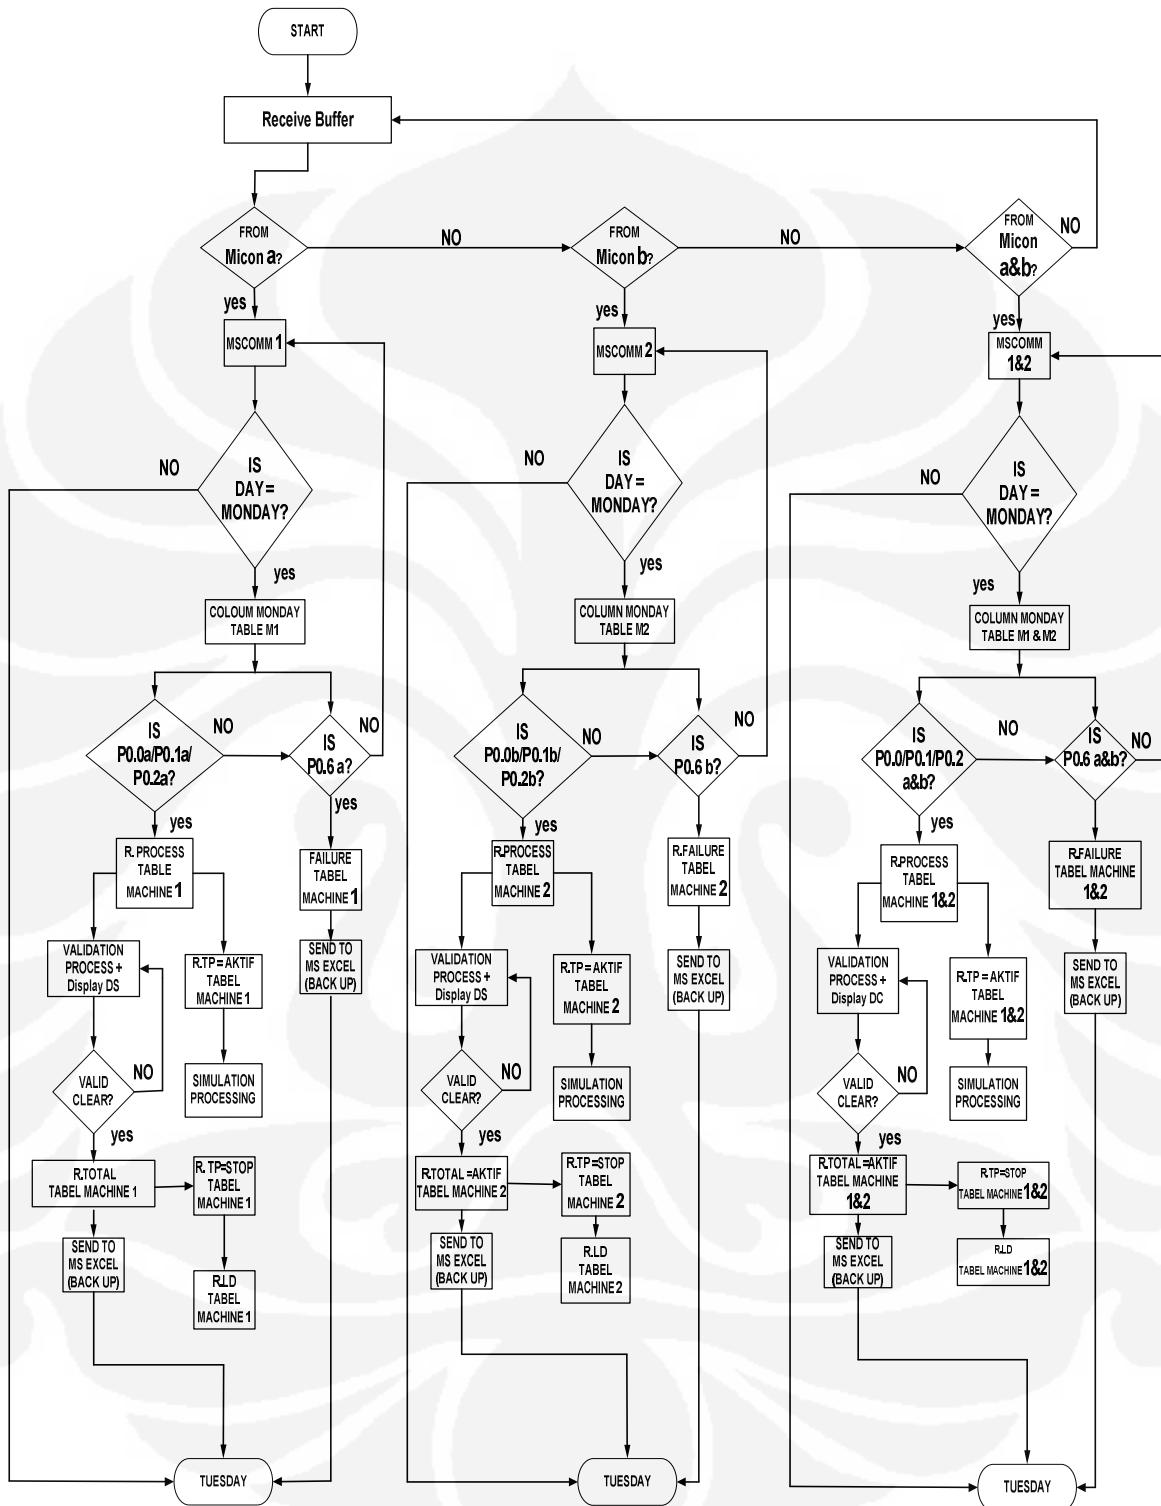 START
Receive Buffer
FROM
Micon a?
NO
FROM
Micon b?
NO
FROM
Micon
a&b?
NO
yes
MSCOMM 1
yes
MSCOMM 2
yes
MSCOMM
1&2
NO
IS
DAY =
MONDAY?
yes
NO
IS
DAY =
MONDAY?
yes
NO
IS
DAY =
MONDAY?
yes
COLOUM MONDAY
TABLE M1
COLUMN MONDAY
TABLE M2
COLUMN MONDAY
TABLE M1 & M2
IS
P0.0a/P0.1a/
P0.2a?
NO
IS
P0.6 a?
NO
yes
yes
IS
P0.0b/P0.1b/
P0.2b?
NO
IS
P0.6 b?
NO
yes
yes
IS
P0.0/P0.1/P0.2
a&b?
NO
IS
P0.6 a&b?
NO
yes
yes
R. PROCESS
TABLE
MACHINE 1
FAILURE
TABEL
MACHINE 1
R.PROCESS
TABEL
MACHINE 2
R.FAILURE
TABEL
MACHINE 2
R.PROCESS
TABEL
MACHINE 1&2
R.FAILURE
TABEL MACHINE
1&2
VALIDATION
PROCESS +
Display DS
R.TP = AKTIF
TABEL
MACHINE 1
SEND TO
MS EXCEL
(BACK UP)
VALIDATION
PROCESS +
Display DS
R.TP = AKTIF
TABEL
MACHINE 2
SEND TO
MS EXCEL
(BACK UP)
VALIDATION
PROCESS +
Display DC
R.TP = AKTIF
TABEL
MACHINE 1&2
SEND TO
MS EXCEL
(BACK UP)
VALID
CLEAR?
NO
yes
SIMULATION
PROCESSING
VALID
CLEAR?
NO
yes
SIMULATION
PROCESSING
VALID
CLEAR?
NO
yes
SIMULATION
PROCESSING
R.TOTAL
TABEL MACHINE 1
R. TP=STOP
TABEL
MACHINE 1
R.TOTAL =AKTIF
TABEL MACHINE 2
R.TP=STOP
TABEL
MACHINE 2
R.TOTAL =AKTIF
TABEL MACHINE
1&2
R.TP=STOP
TABEL MACHINE 1&2
SEND TO
MS EXCEL
(BACK UP)
R.LD
TABEL
MACHINE 1
SEND TO
MS EXCEL
(BACK UP)
R.LD
TABEL
MACHINE 2
SEND TO
MS EXCEL
(BACK UP)
R.LD
TABEL MACHINE 1&2
TUESDAY
TUESDAY
TUESDAY